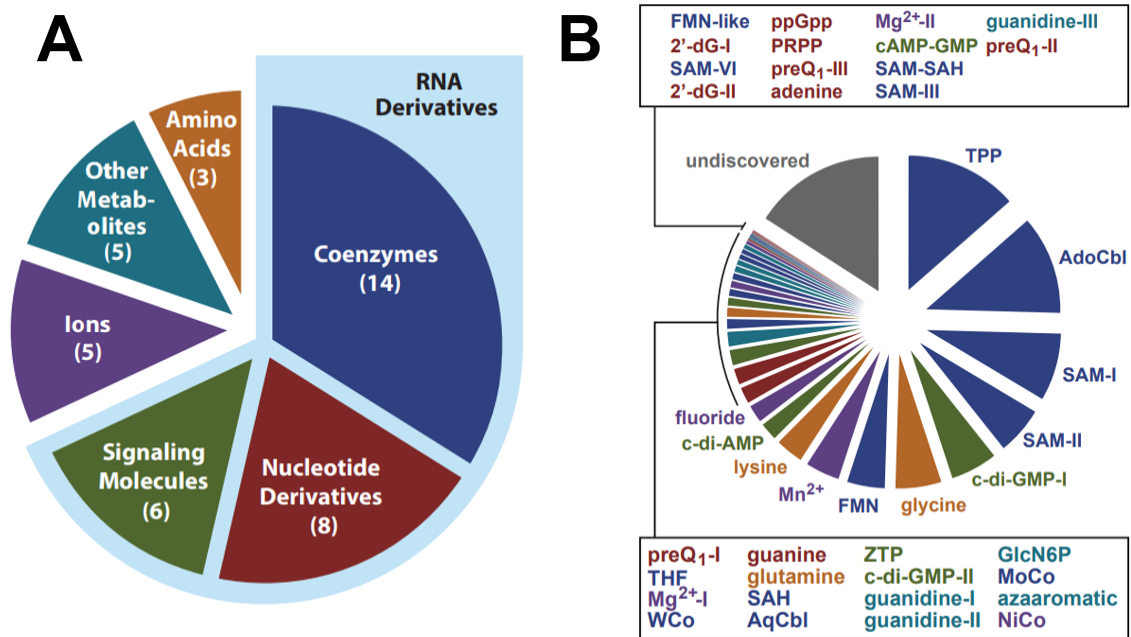 A
RNA
Derivatives
Amino
Acids
(3)
Other
Metab-
olites
(5)
Ions
(5)
Coenzymes
(14)
Signaling
Molecules
(6)
Nucleotide
Derivatives
(8)
B
FMN-like ppGpp Mg2+-II guanidine-III
2'-dG-I PRPP cAMP-GMP preQ1-II
SAM-VI preQ1-III SAM-SAH
2'-dG-II adenine SAM-III
undiscovered
TPP
AdoCbl
SAM-I
SAM-II
c-di-GMP-I
glycine
FMN
Mn2+
lysine
c-di-AMP
fluoride
preQ1-I guanine ZTP GlcN6P
THF glutamine c-di-GMP-II MoCo
Mg2+-I SAH guanidine-I azaaromatic
WCo AqCbl guanidine-II NiCo